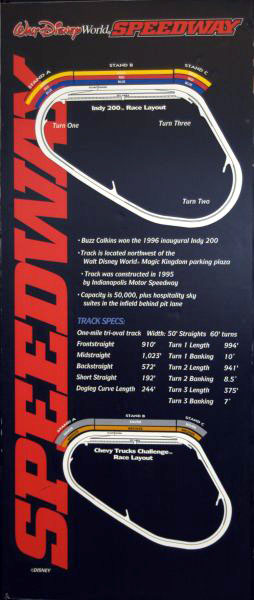 Walt Disney World® SPEEDWAY
SPEEDWAY
STAND A
STAND B
STAND C
RED
RED
BLUE
BLUE
Indy 200™ Race Layout
Turn One
Turn Three
Turn Two
• Buzz Calkins won the 1996 inaugural Indy 200
• Track is located northwest of the
Walt Disney World® Magic Kingdom parking plaza
• Track was constructed in 1995
by Indianapolis Motor Speedway
• Capacity is 50,000, plus hospitality sky
suites in the infield behind pit lane
TRACK SPECS:
One-mile tri-oval track Width: 50' Straights 60' turns
Frontstraight 910' Turn 1 Length 994'
Midstraight 1,023' Turn 1 Banking 10°
Backstraight 572' Turn 2 Length 941'
Short Straight 192' Turn 2 Banking 8.5°
Dogleg Curve Length 244' Turn 3 Length 375'
Turn 3 Banking 7°
STAND A
STAND B
STAND C
Chevy Trucks Challenge™
Race Layout
©DISNEY